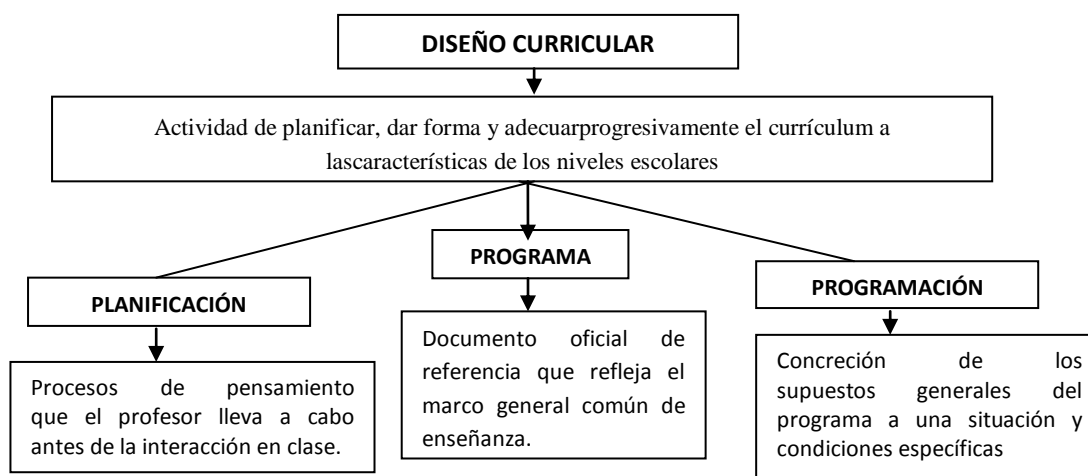 DISEÑO CURRICULAR
Actividad de planificar, dar forma y adecuarprogresivamente el currículum a
lascaracterísticas de los niveles escolares
PROGRAMA
PLANIFICACIÓN
PROGRAMACIÓN
Procesos de pensamiento
que el profesor lleva a cabo
antes de la interacción en clase.
Documento oficial de
referencia que refleja el
marco general común de
enseñanza.
Concreción de los
supuestos generales del
programa a una situación y
condiciones específicas